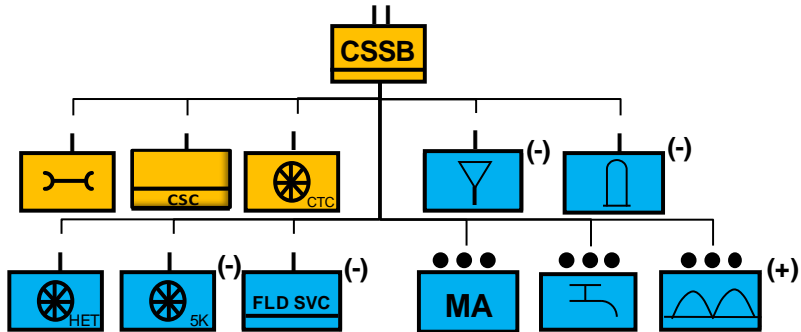 CSSB
CSC
CTC
(-)
(-)
HET
5K
(-)
FLD SVC
(-)
MA
(+)